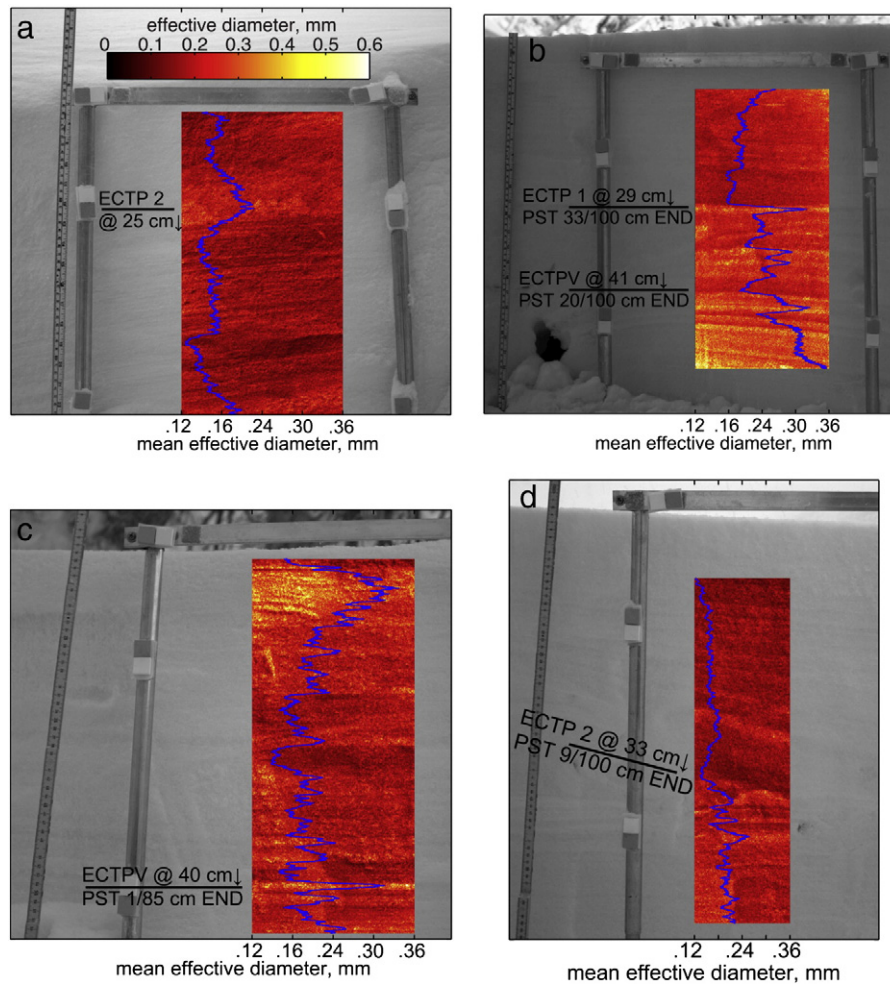 a
effective diameter, mm
0 0.1 0.2 0.3 0.4 0.5 0.6
ECTP 2
@ 25 cm↓
.12 .16 .24 .30 .36
mean effective diameter, mm
b
ECTP 1 @ 29 cm↓
PST 33/100 cm END
ECTPV @ 41 cm↓
PST 20/100 cm END
.12 .16 .24 .30 .36
mean effective diameter, mm
c
ECTPV @ 40 cm↓
PST 1/85 cm END
.12 .16 .24 .30 .36
mean effective diameter, mm
d
ECTP 2 @ 33 cm↓
PST 9/100 cm END
.12 .24 .36
mean effective diameter, mm